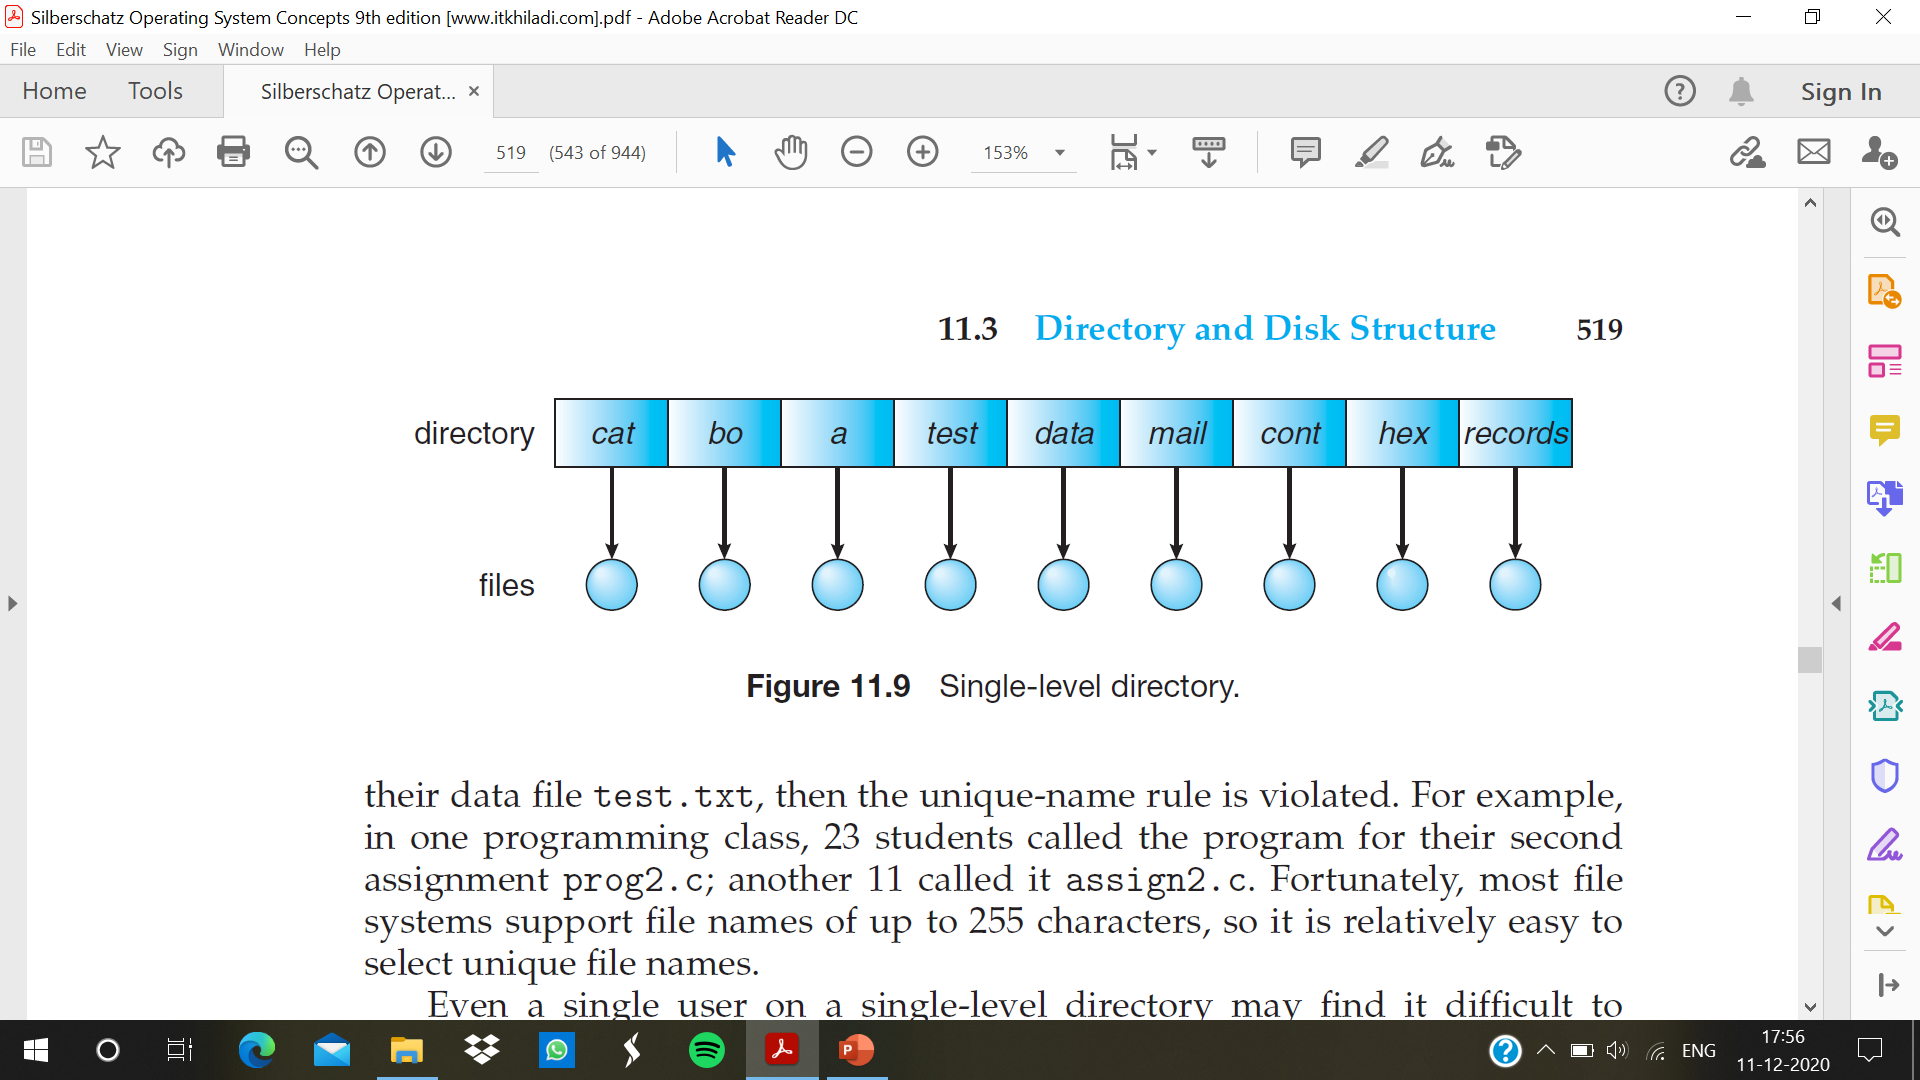 Silberschatz Operating System Concepts 9th edition [www.itkhiladi.com].pdf - Adobe Acrobat Reader DC
File Edit View Sign Window Help
Home Tools Silberschatz Operat... × Sign In
519 (543 of 944) 153%
11.3 Directory and Disk Structure 519
directory cat bo a test data mail cont hex records
files
Figure 11.9 Single-level directory.
their data file test.txt, then the unique-name rule is violated. For example,
in one programming class, 23 students called the program for their second
assignment prog2.c; another 11 called it assign2.c. Fortunately, most file
systems support file names of up to 255 characters, so it is relatively easy to
select unique file names.
Even a single user on a single-level directory may find it difficult to
ENG
17:56
11-12-2020